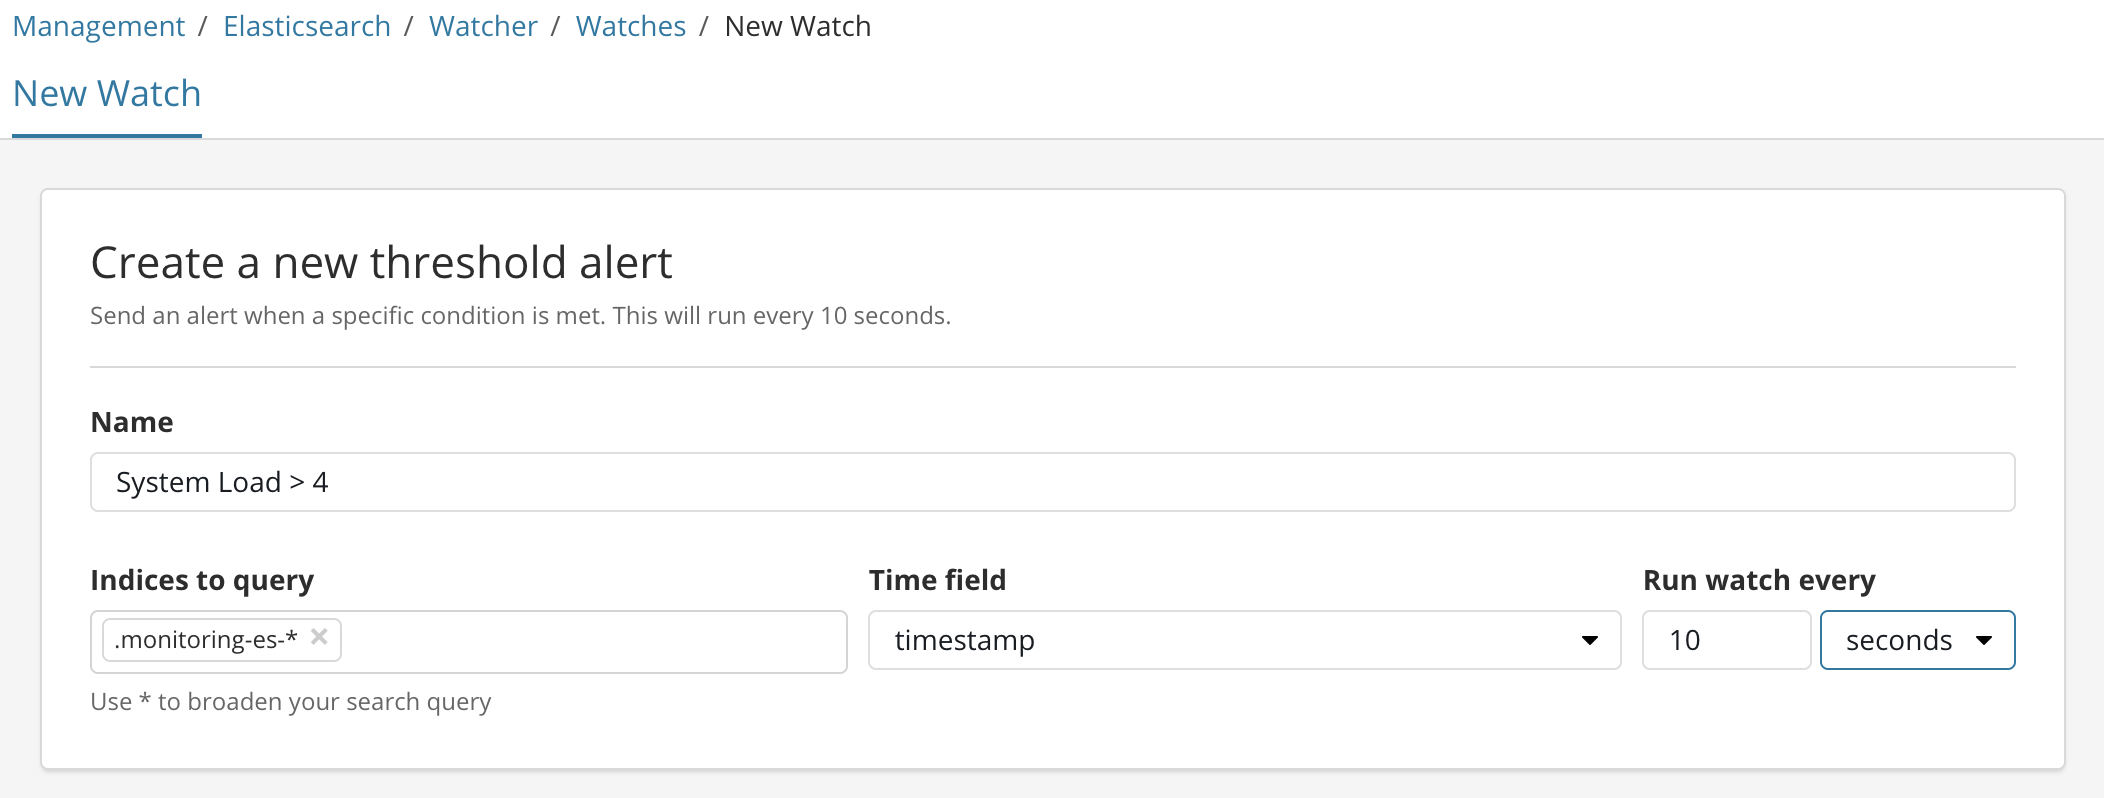 Management / Elasticsearch / Watcher / Watches / New Watch
New Watch
Create a new threshold alert
Send an alert when a specific condition is met. This will run every 10 seconds.
Name
System Load > 4
Indices to query
Time field
Run watch every
.monitoring-es-* ×
timestamp
10
seconds
Use * to broaden your search query